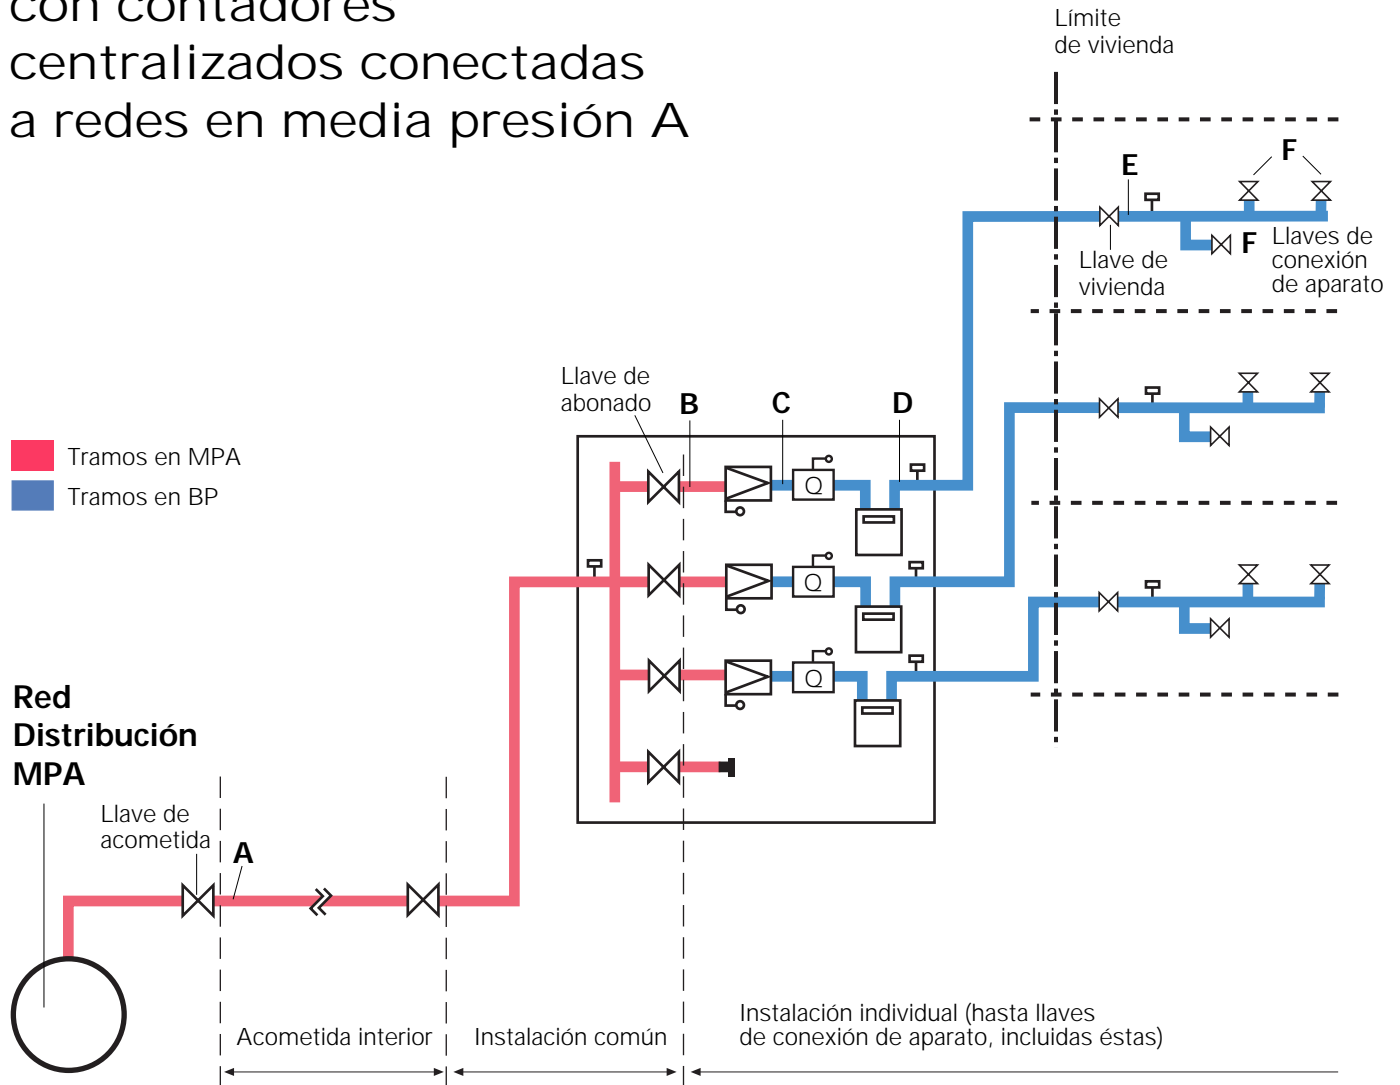 con contadores
centralizados conectadas
a redes en media presión A
Límite
de vivienda
F
E
F
Llaves de
conexión
de aparato
Llave de
vivienda
Llave de
abonado
B
C
D
Tramos en MPA
Tramos en BP
Q
Q
Q
Red
Distribución
MPA
Llave de
acometida
A
Acometida interior
Instalación común
Instalación individual (hasta llaves
de conexión de aparato, incluidas éstas)